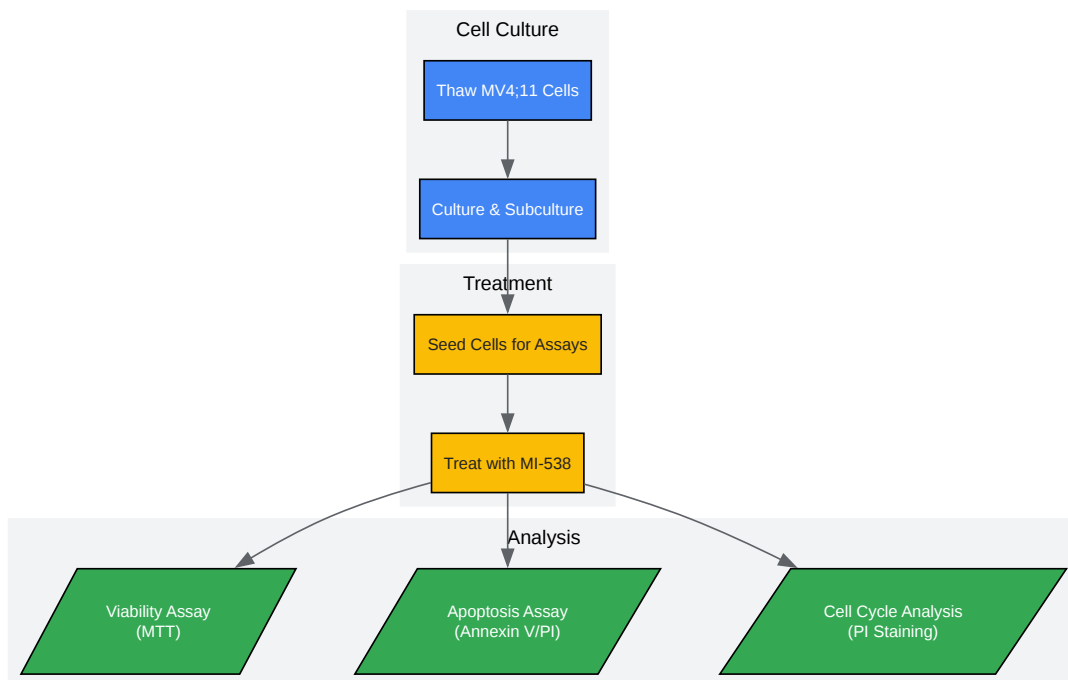 Cell Culture
Thaw MV4;11 Cells
Culture & Subculture
Treatment
Seed Cells for Assays
Treat with MI-538
Analysis
Viability Assay
(MTT)
Apoptosis Assay
(Annexin V/PI)
Cell Cycle Analysis
(PI Staining)